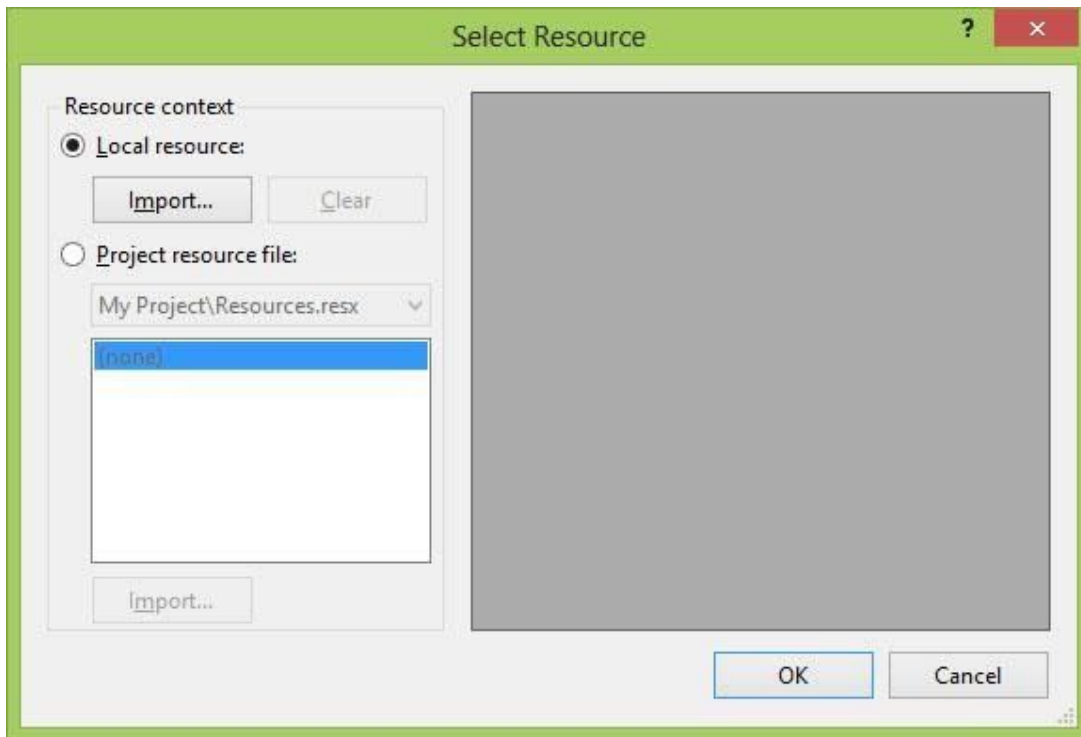 Select Resource
?
Resource context
Local resource:
Import...
Clear
Project resource file:
My Project\Resources.resx
(none)
Import...
OK
Cancel